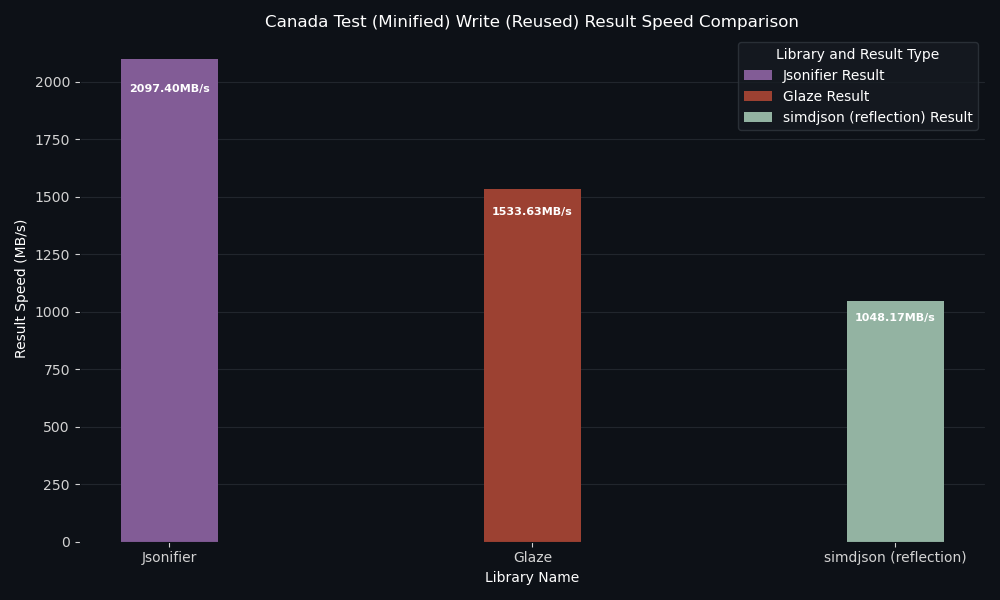 Canada Test (Minified) Write (Reused) Result Speed Comparison
Library and Result Type
Jsonifier Result
Glaze Result
simdjson (reflection) Result
Result Speed (MB/s)
2000
1750
1500
1250
1000
750
500
250
0
2097.40MB/s
1533.63MB/s
1048.17MB/s
Jsonifier
Glaze
simdjson (reflection)
Library Name